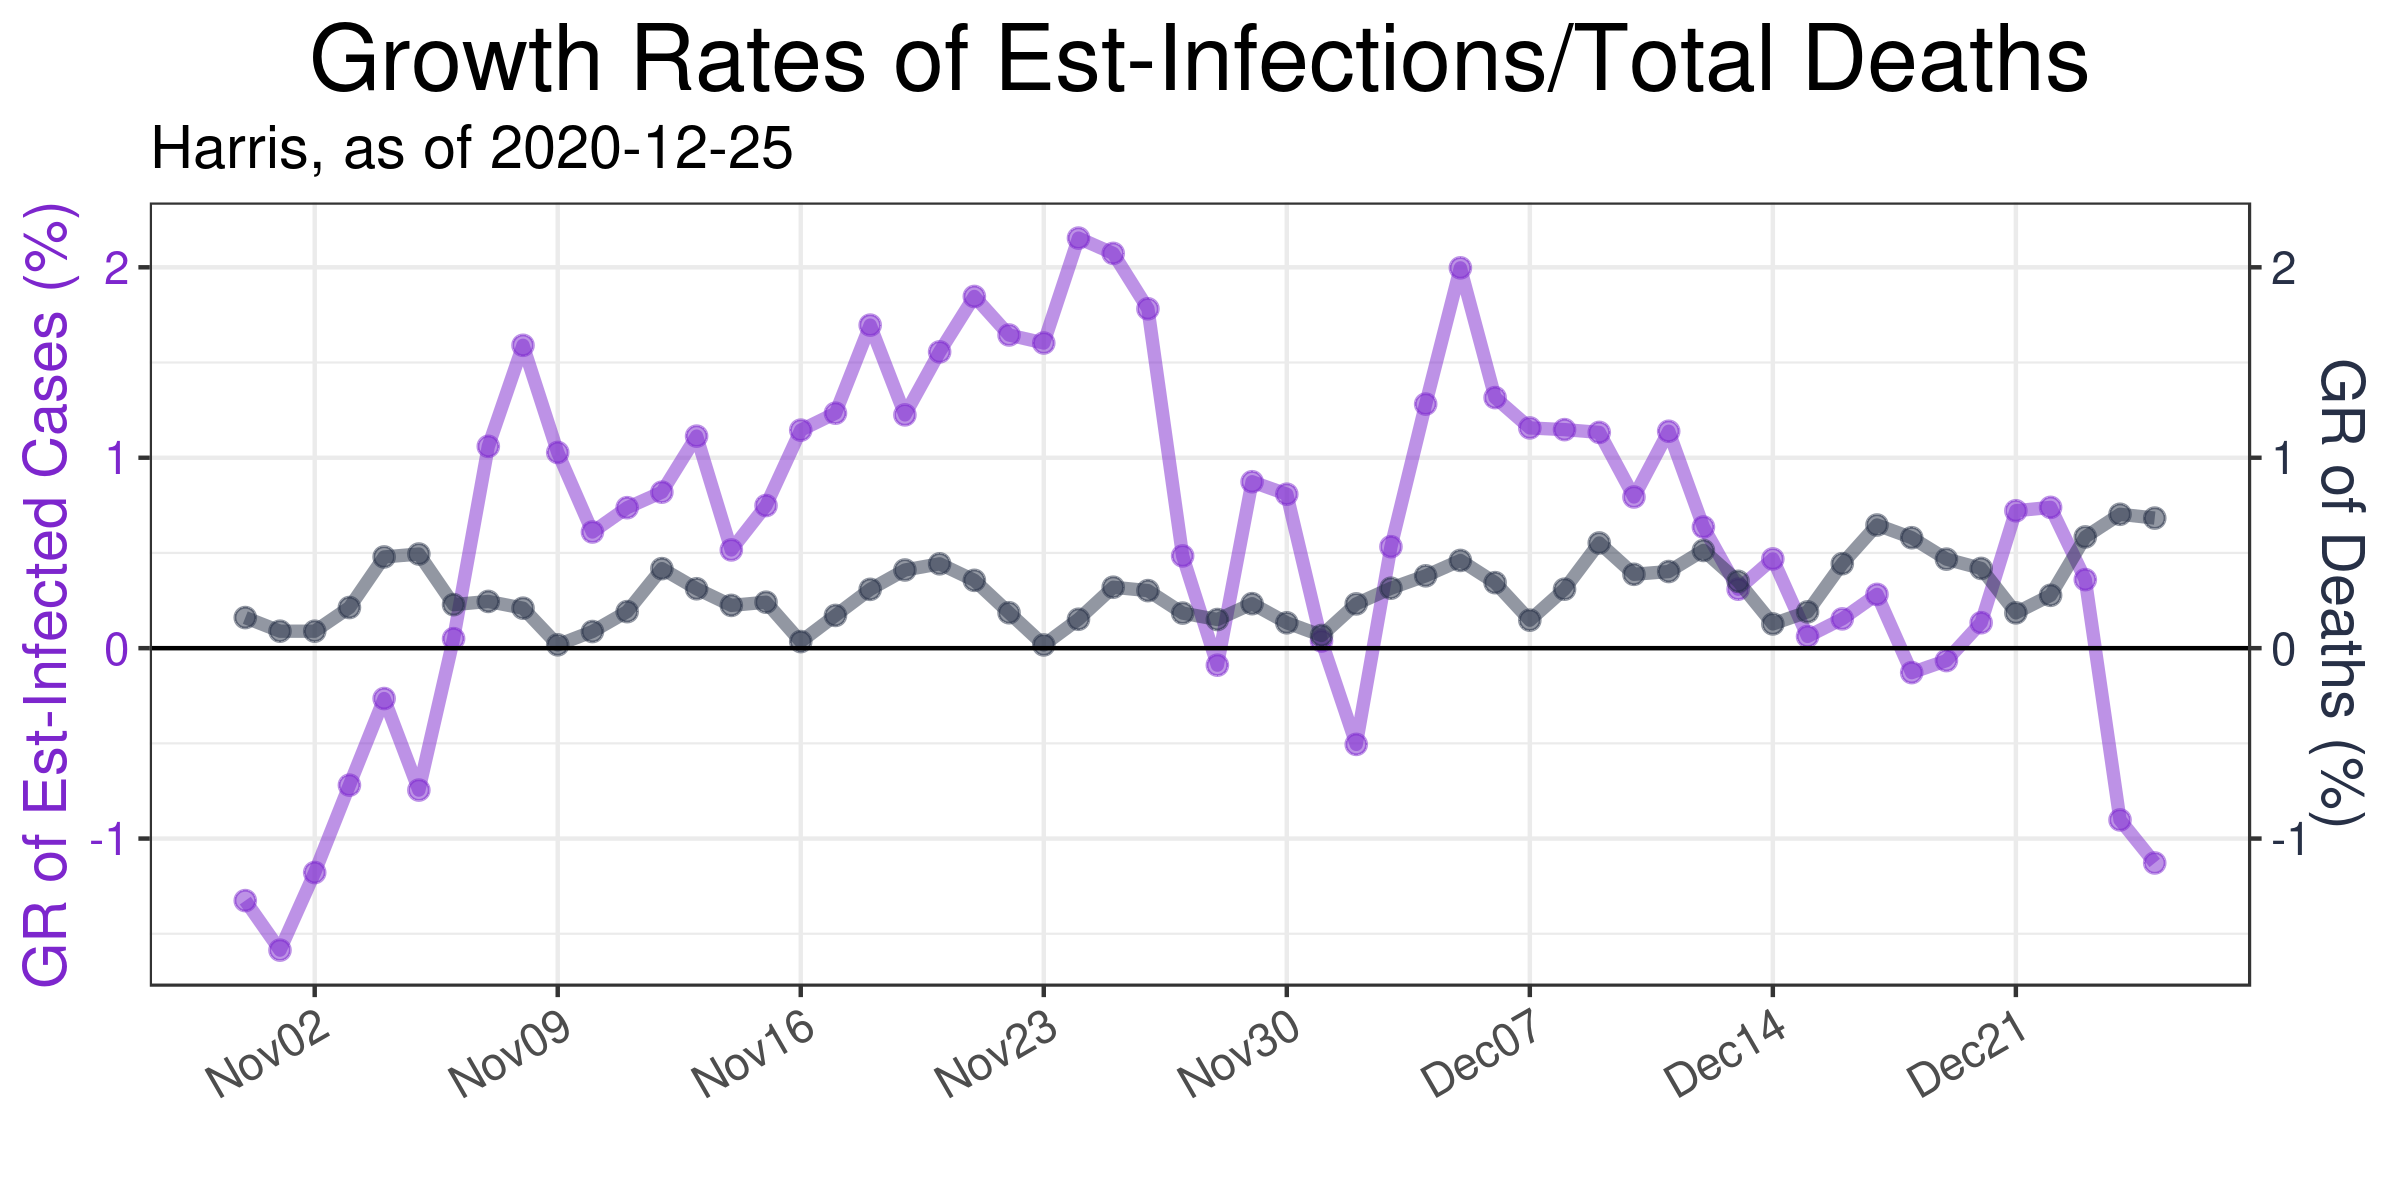 Growth Rates of Est-Infections/Total Deaths
Harris, as of 2020-12-25
GR of Est-Infected Cases (%)
2
1
0
-1
2
1
0
-1
GR of Deaths (%)
Nov02
Nov09
Nov16
Nov23
Nov30
Dec07
Dec14
Dec21